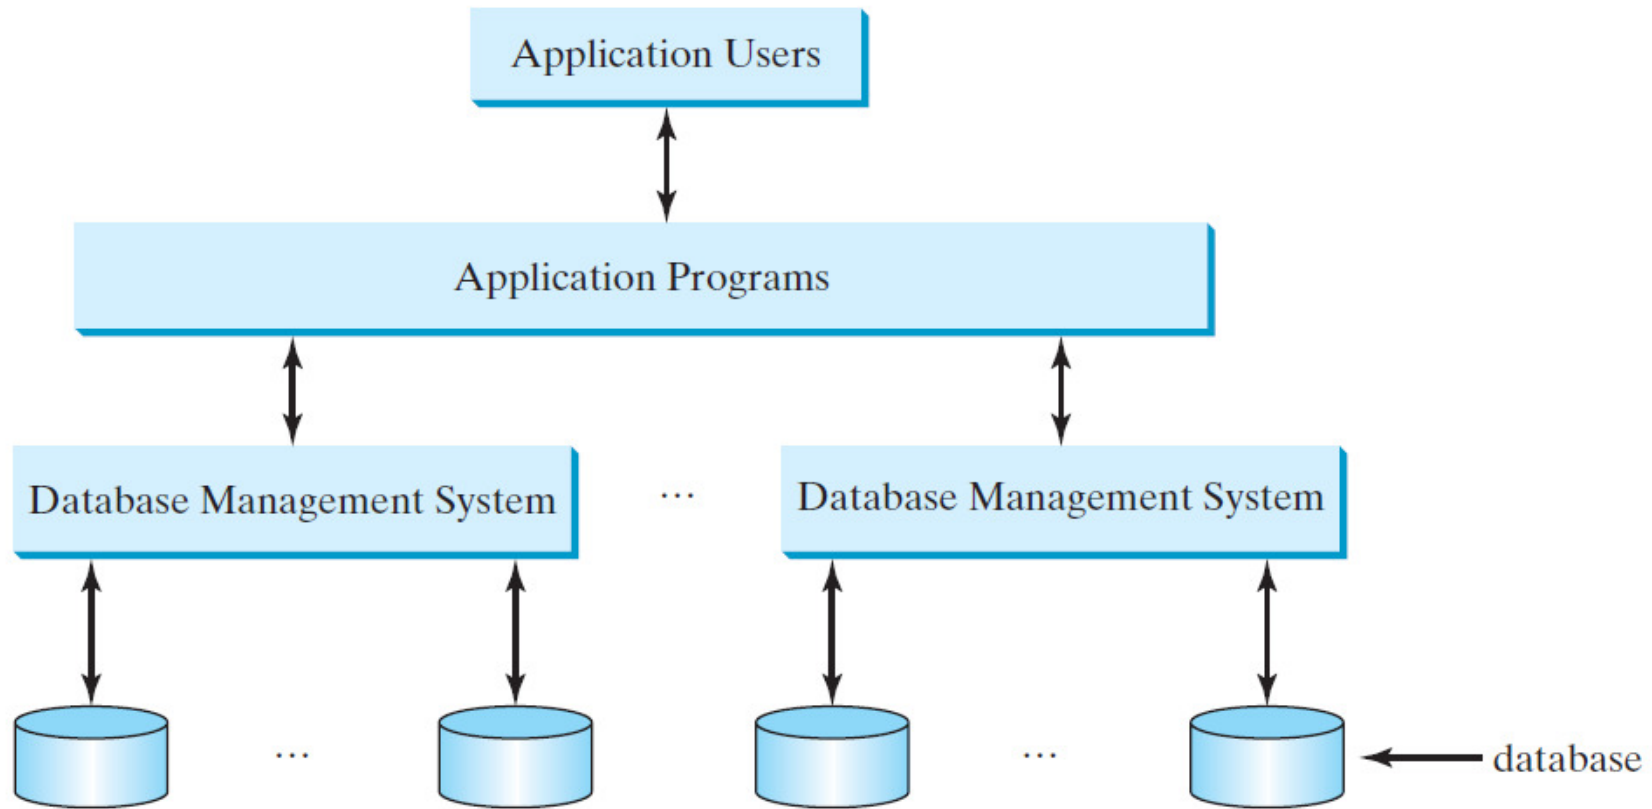 Application Users
Application Programs
Database Management System
...
Database Management System
...
...
database